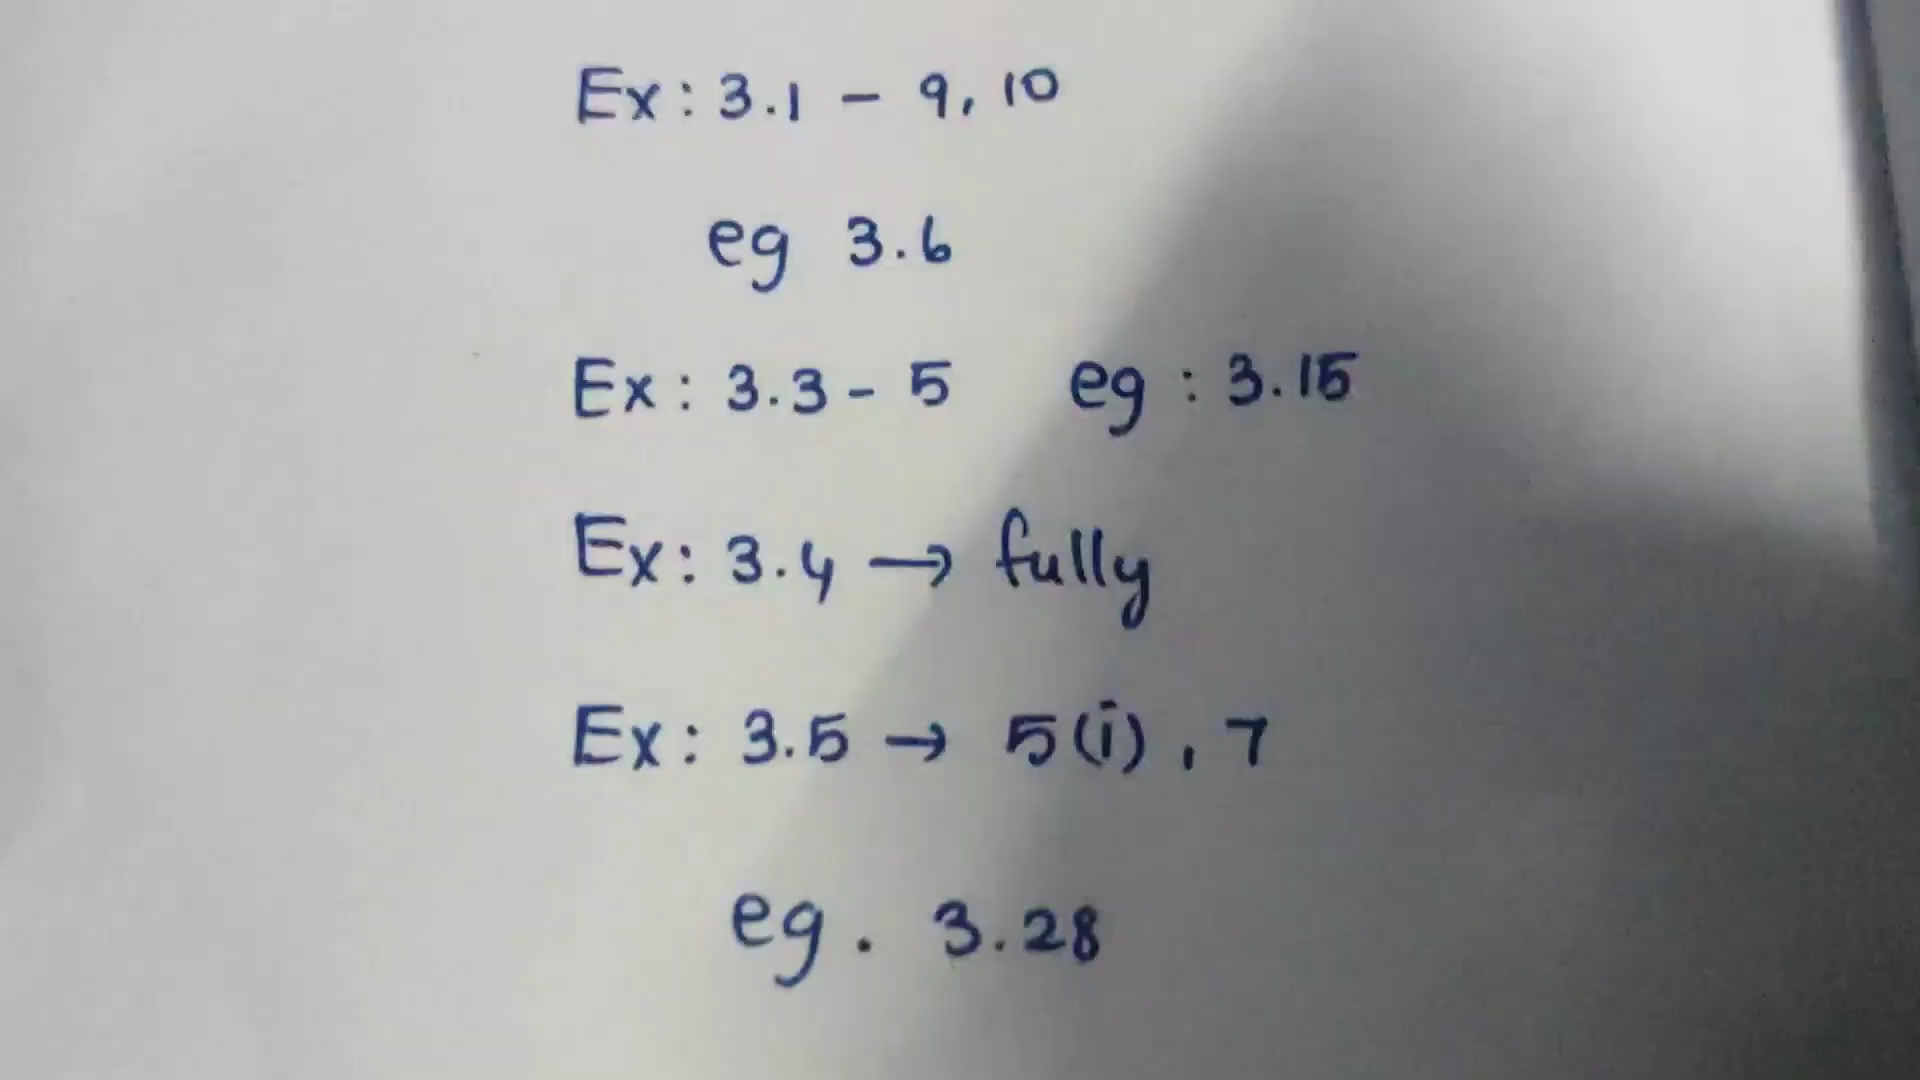 Ex: 3.1 - 9, 10
eg 3.6
Ex: 3.3 - 5 eg : 3.15
Ex: 3.4 → fully
Ex: 3.5 → 5(i), 7
eg. 3.28